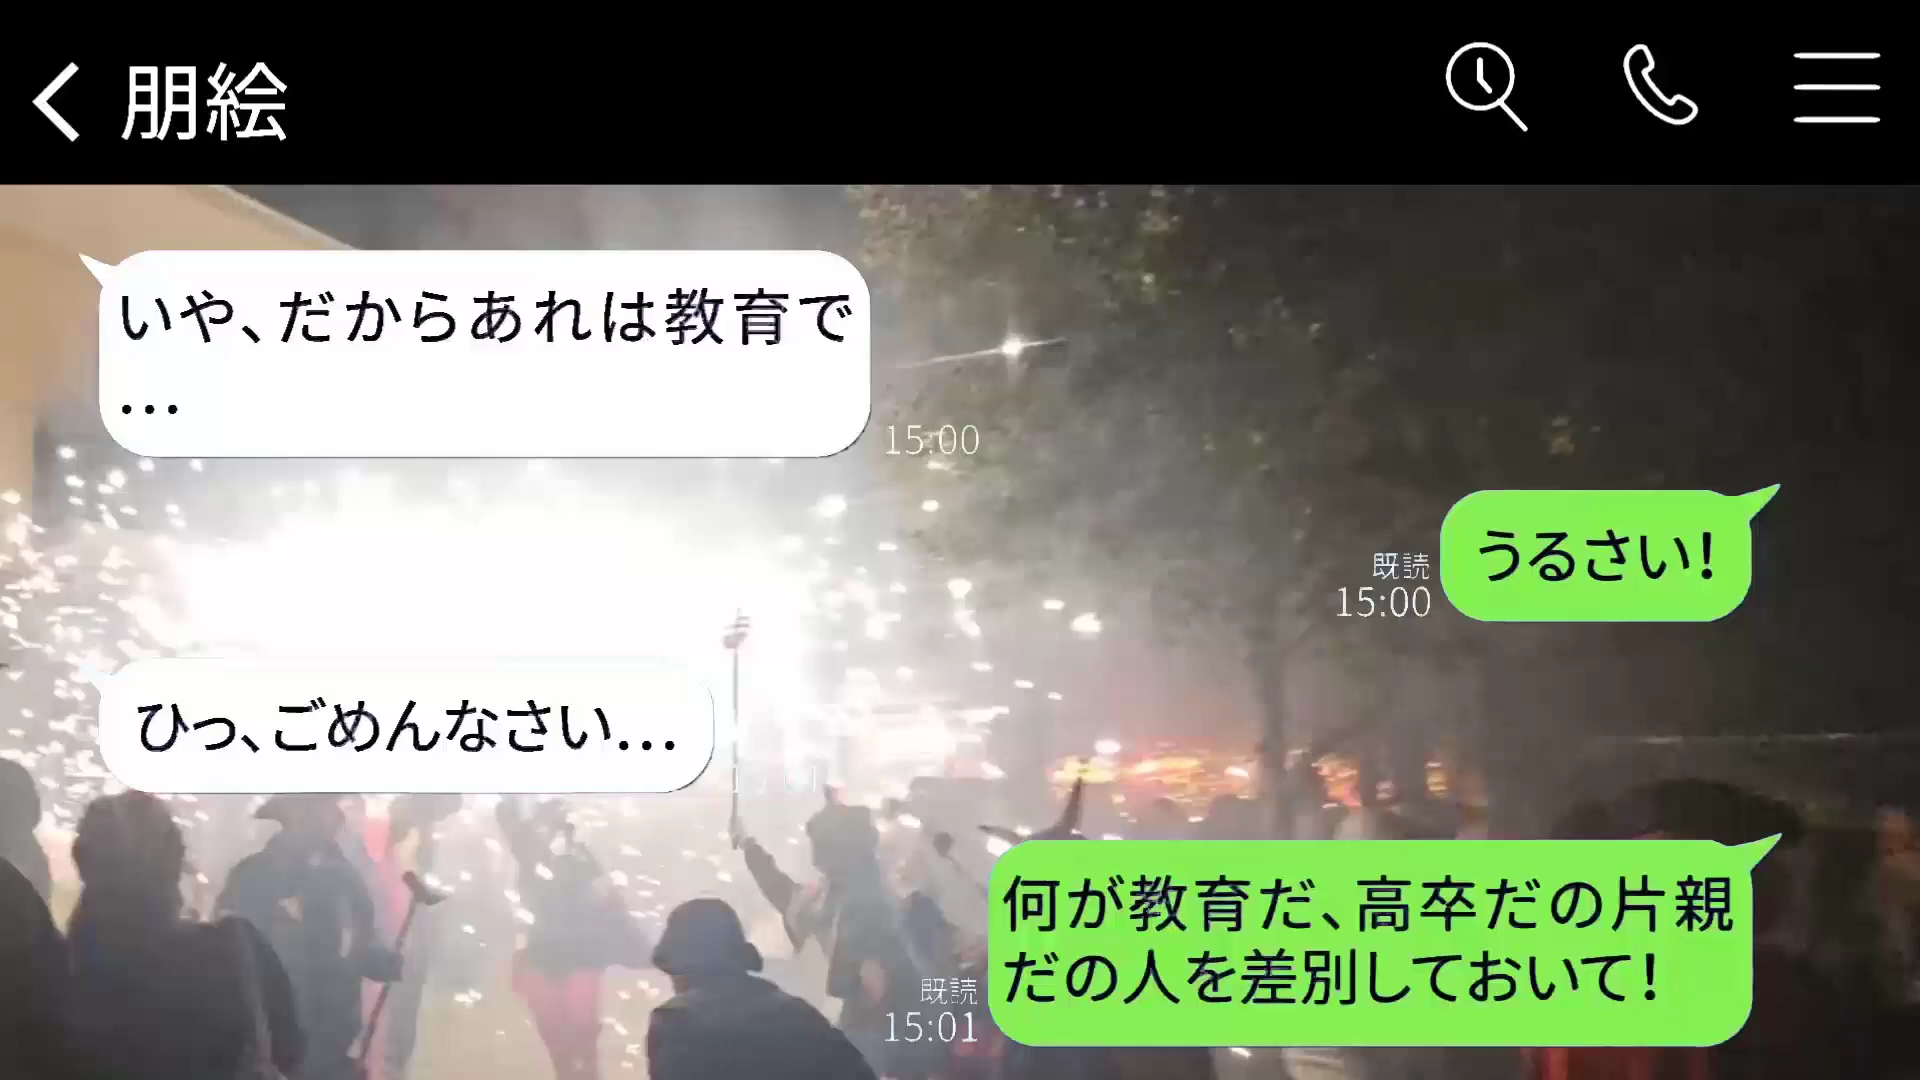 朋絵
いや、だからあれは教育で
…
15:00
うるさい!
既読
15:00
ひっ、ごめんなさい…
何が教育だ、高卒だの片親
だの人を差別しておいて!
既読
15:01